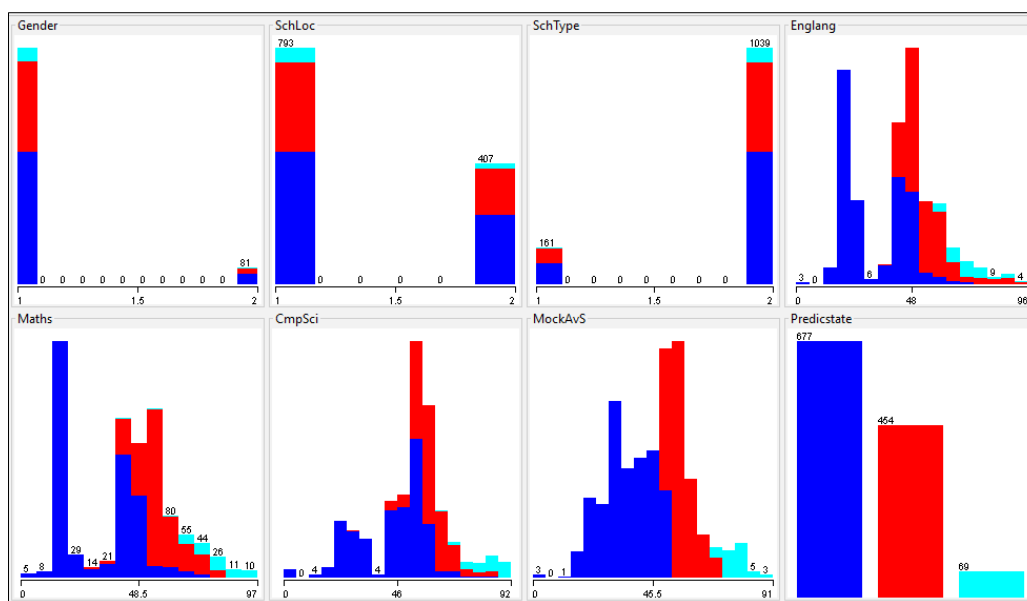 Gender
81
0 0 0 0 0 0 0 0
1 1.5 2
SchLoc
793
407
0 0 0 0
1 1.5 2
SchType
1039
161
0 0 0 0 0 0 0
1 1.5 2
Englang
3 0 6 9 4
0 48 96
Maths
5 8 29 14 21 80 55 44 26 11 10
0 48.5 97
CmpSci
0 4 4
0 46 92
MockAvS
3 0 1 5 3
0 45.5 91
Predicstate
677
454
69